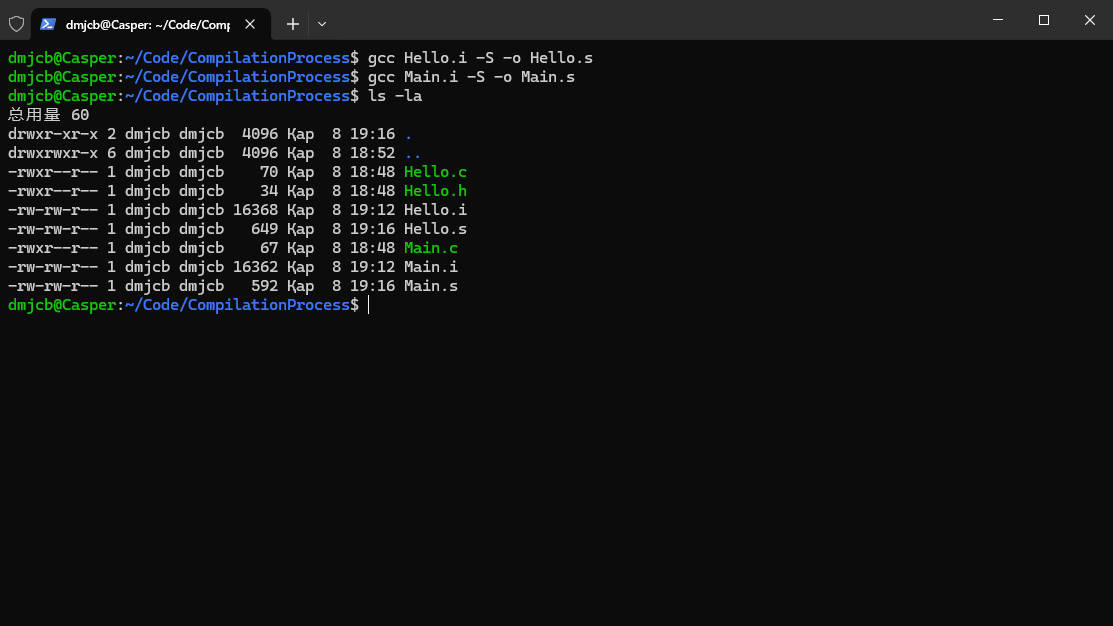 dmjcb@Casper: ~/Code/Comp
dmjcb@Casper:~/Code/CompilationProcess$ gcc Hello.i -S -o Hello.s
dmjcb@Casper:~/Code/CompilationProcess$ gcc Main.i -S -o Main.s
dmjcb@Casper:~/Code/CompilationProcess$ ls -la
总用量 60
drwxr-xr-x 2 dmjcb dmjcb  4096 Қар  8 19:16 .
drwxrwxr-x 6 dmjcb dmjcb  4096 Қар  8 18:52 ..
-rwxr--r-- 1 dmjcb dmjcb    70 Қар  8 18:48 Hello.c
-rwxr--r-- 1 dmjcb dmjcb    34 Қар  8 18:48 Hello.h
-rw-rw-r-- 1 dmjcb dmjcb 16368 Қар  8 19:12 Hello.i
-rw-rw-r-- 1 dmjcb dmjcb   649 Қар  8 19:16 Hello.s
-rwxr--r-- 1 dmjcb dmjcb    67 Қар  8 18:48 Main.c
-rw-rw-r-- 1 dmjcb dmjcb 16362 Қар  8 19:12 Main.i
-rw-rw-r-- 1 dmjcb dmjcb   592 Қар  8 19:16 Main.s
dmjcb@Casper:~/Code/CompilationProcess$